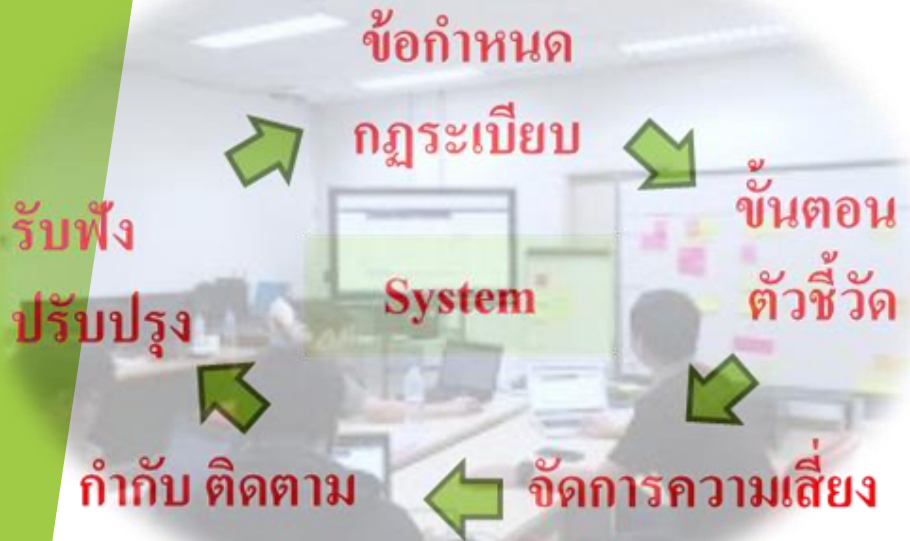 ข้อกำหนด
กฎระเบียบ
ขั้นตอน
ตัวชี้วัด
จัดการความเสี่ยง
กำกับ ติดตาม
รับฟัง
ปรับปรุง
System